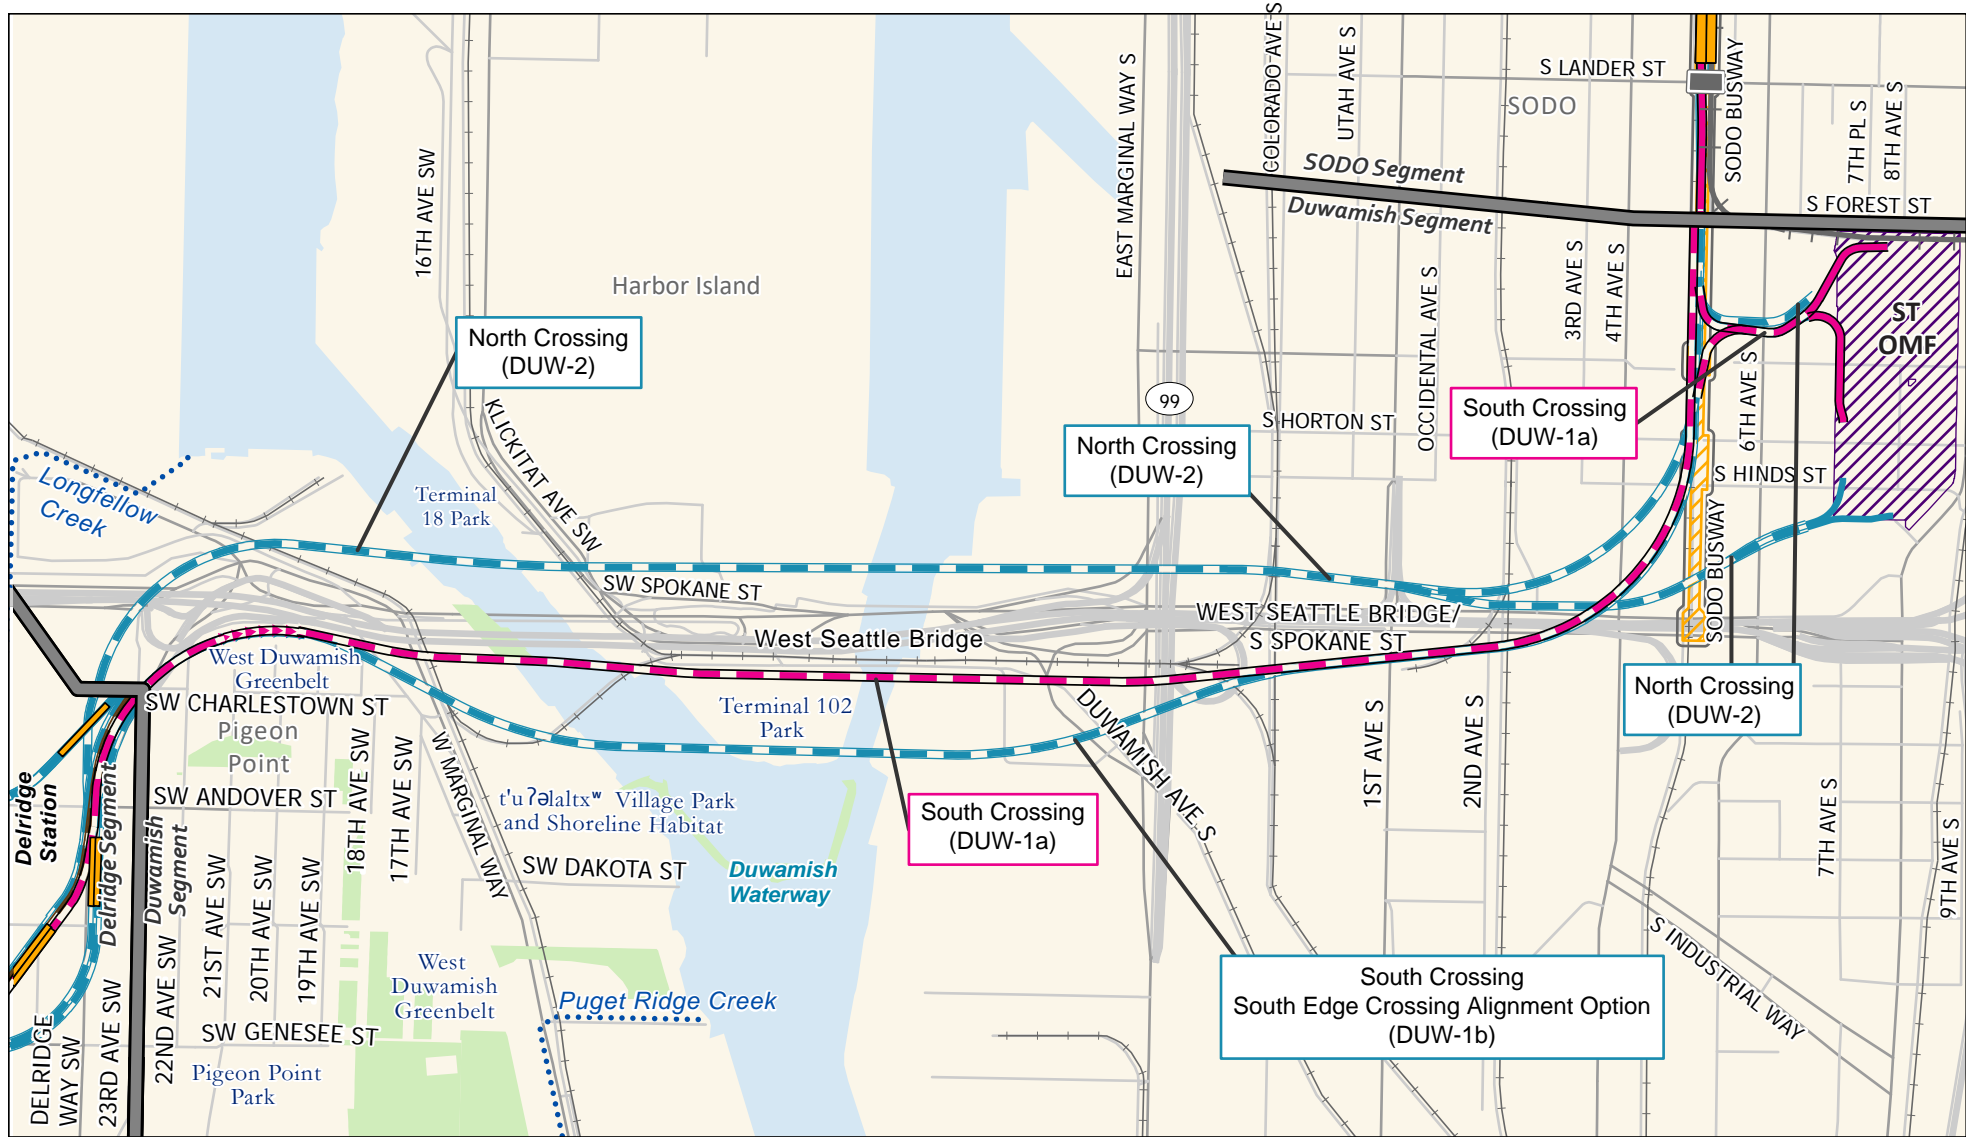 S LANDER ST
SODO
SODO BUSWAY
COLORADO AVE S
UTAH AVE S
EAST MARGINAL WAY S
7TH PL S
8TH AVE S
16TH AVE SW
SODO Segment
Duwamish Segment
S FOREST ST
Harbor Island
3RD AVE S
4TH AVE S
OCCIDENTAL AVE S
ST
OMF
North Crossing
(DUW-2)
99
South Crossing
(DUW-1a)
6TH AVE S
KLICKITAT AVE SW
S HORTON ST
North Crossing
(DUW-2)
S HINDS ST
Longfellow
Creek
Terminal
18 Park
SW SPOKANE ST
SODO BUSWAY
WEST SEATTLE BRIDGE/
S SPOKANE ST
West Seattle Bridge
West Duwamish
Greenbelt
SW CHARLESTOWN ST
Pigeon
Point
Terminal 102
Park
North Crossing
(DUW-2)
DUWAMISH AVE S
1ST AVE S
2ND AVE S
W MARGINAL WAY
18TH AVE SW
17TH AVE SW
Delridge
Station
Delridge Segment
Duwamish
Segment
SW ANDOVER ST
t'uʔəlaltxʷ Village Park
and Shoreline Habitat
South Crossing
(DUW-1a)
7TH AVE S
9TH AVE S
SW DAKOTA ST
Duwamish
Waterway
21ST AVE SW
20TH AVE SW
19TH AVE SW
S INDUSTRIAL WAY
West
Duwamish
Greenbelt
Puget Ridge Creek
South Crossing
South Edge Crossing Alignment Option
(DUW-1b)
SW GENESEE ST
DELRIDGE
WAY SW
23RD AVE SW
22ND AVE SW
Pigeon Point
Park